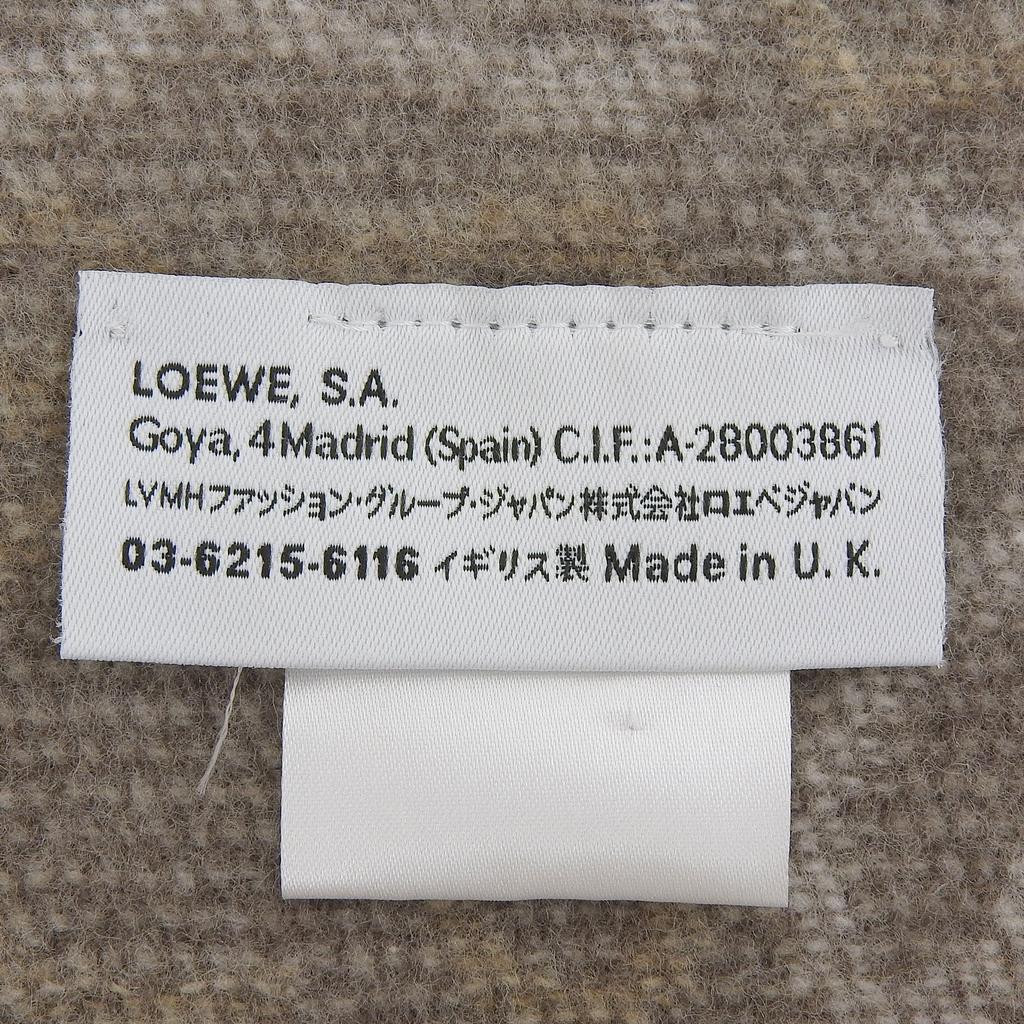 LOEWE, S.A.
Goya, 4 Madrid (Spain) C.I.F.: A-28003861
LVMHファッション・グループ・ジャパン株式会社ロエベジャパン
03-6215-6116 イギリス製 Made in U. K.